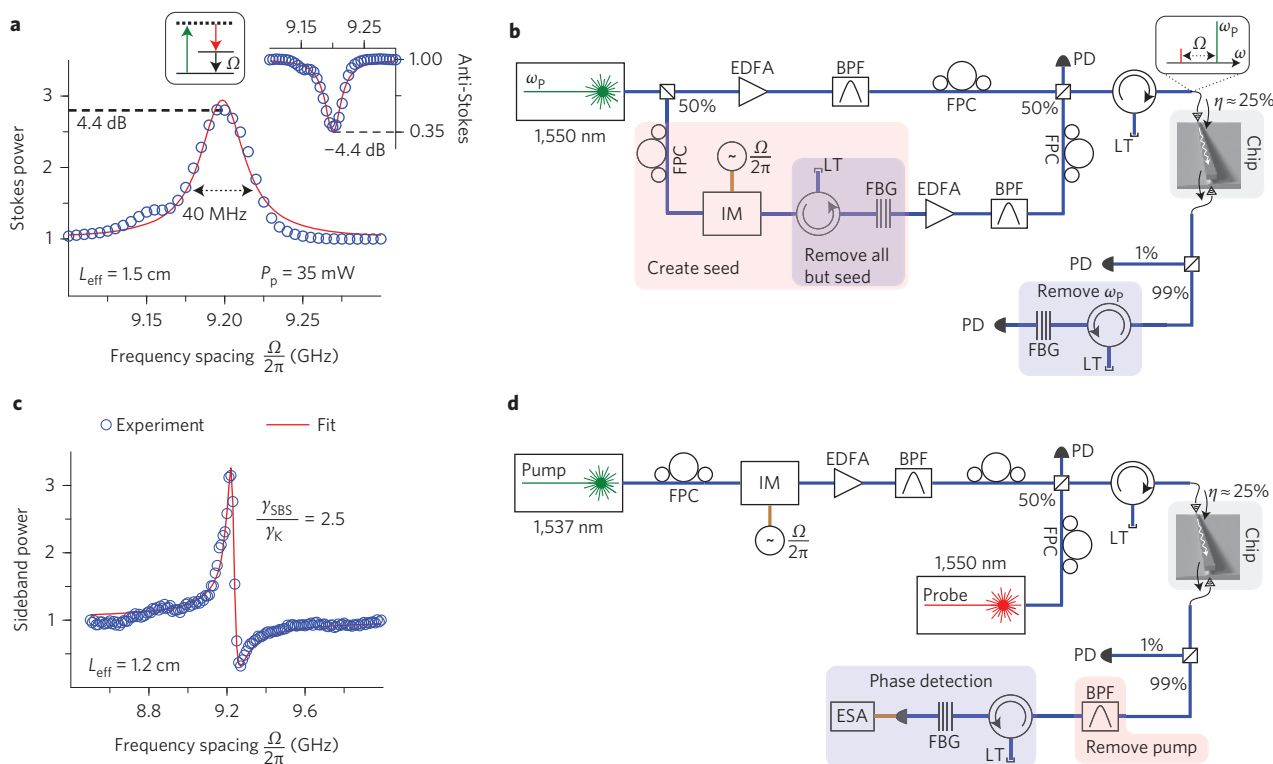 a
Ω
9.15
9.25
1.00
0.35
Anti-Stokes
−4.4 dB
3
2
1
Stokes power
4.4 dB
40 MHz
L_eff = 1.5 cm
P_p = 35 mW
9.15
9.20
9.25
Frequency spacing Ω/2π (GHz)
b
ω_P
1,550 nm
50%
EDFA
BPF
FPC
PD
50%
LT
Ω
ω_P
ω
η ≈ 25%
Chip
FPC
IM
~
Ω/2π
LT
FBG
EDFA
BPF
FPC
Create seed
Remove all
but seed
PD
1%
99%
Remove ω_P
PD
FBG
LT
c
Experiment
Fit
3
2
1
Sideband power
γ_SBS/γ_K = 2.5
L_eff = 1.2 cm
8.8
9.2
9.6
Frequency spacing Ω/2π (GHz)
d
Pump
1,537 nm
FPC
IM
~
Ω/2π
EDFA
BPF
PD
50%
FPC
LT
η ≈ 25%
Chip
1,550 nm
Probe
PD
1%
99%
Phase detection
ESA
FBG
LT
BPF
Remove pump